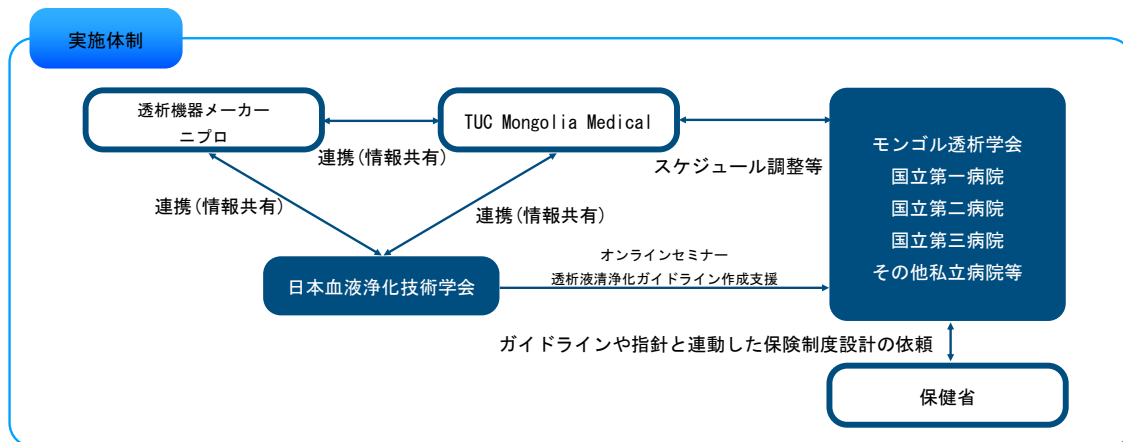 実施体制
透析機器メーカー
ニプロ
TUC Mongolia Medical
連携(情報共有)
スケジュール調整等
モンゴル透析学会
国立第一病院
国立第二病院
国立第三病院
その他私立病院等
連携(情報共有)
連携(情報共有)
日本血液浄化技術学会
オンラインセミナー
透析液清浄化ガイドライン作成支援
ガイドラインや指針と連動した保険制度設計の依頼
保健省